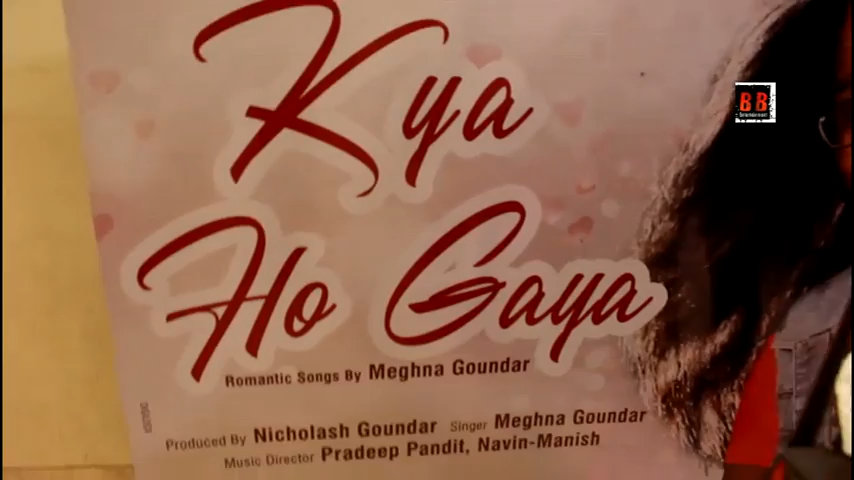 Kya
BB
Ho Gaya
Romantic Songs By Meghna Goundar
Produced By Nicholash Goundar Singer Meghna Goundar
Music Director Pradeep Pandit, Navin-Manish